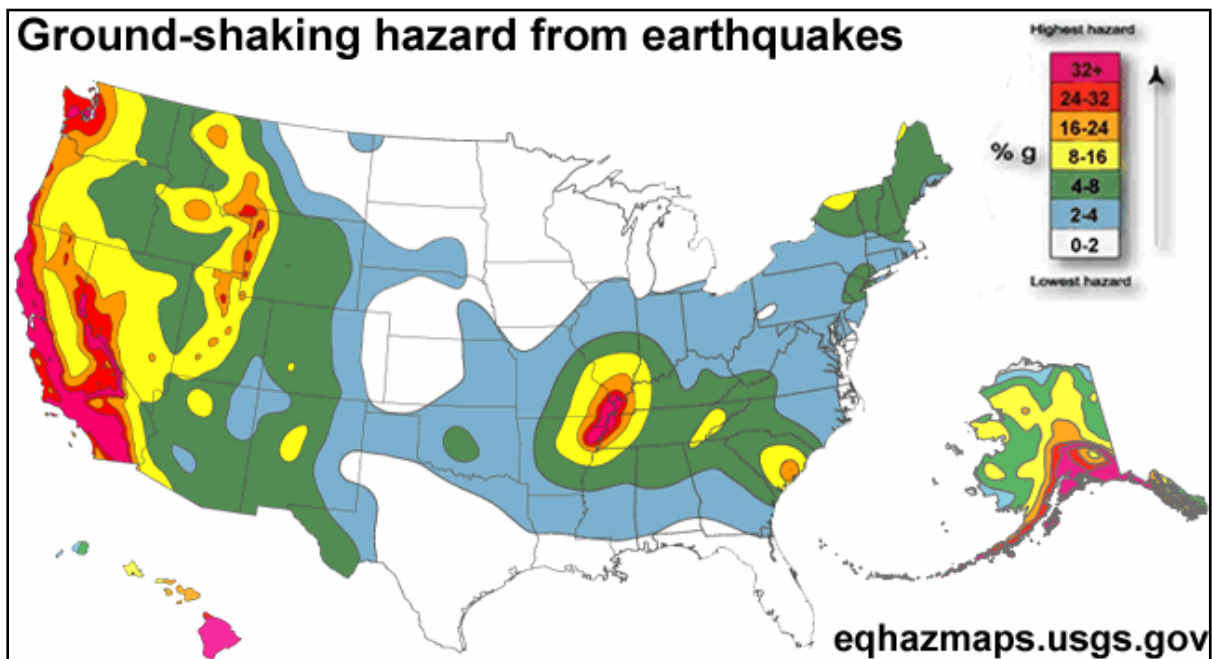 Ground-shaking hazard from earthquakes
Highest hazard
32+
24-32
16-24
% g
8-16
4-8
2-4
0-2
Lowest hazard
eqhazmaps.usgs.gov